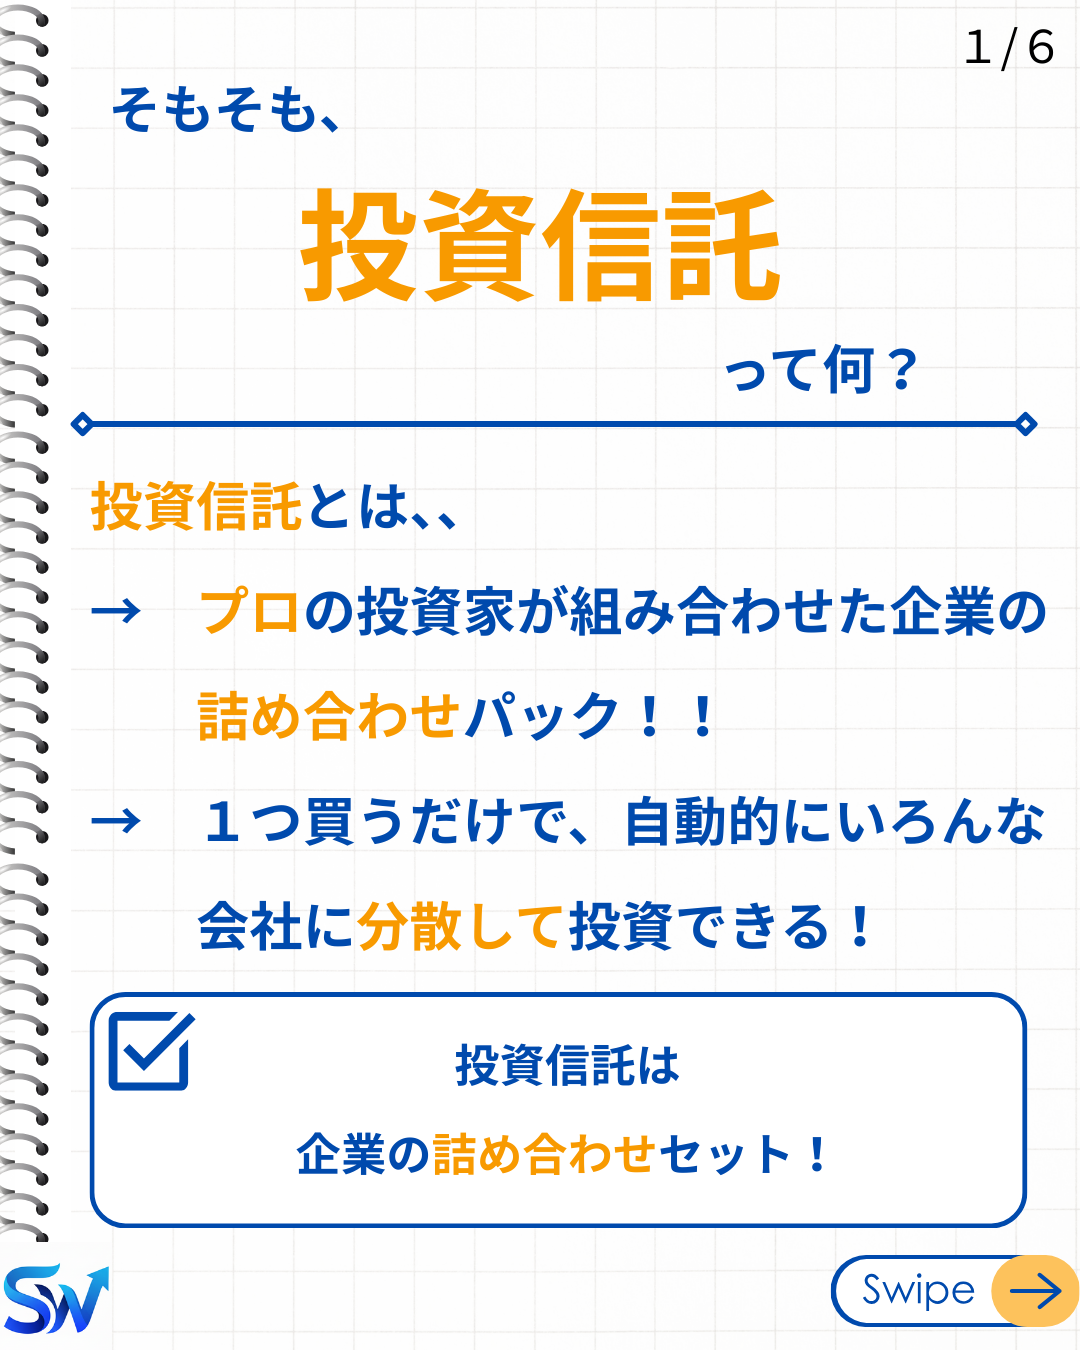 1/6
そもそも、
投資信託
って何？
投資信託とは、、
→　プロの投資家が組み合わせた企業の
詰め合わせパック！！
→　１つ買うだけで、自動的にいろんな
会社に分散して投資できる！
投資信託は
企業の詰め合わせセット！
SW
Swipe →